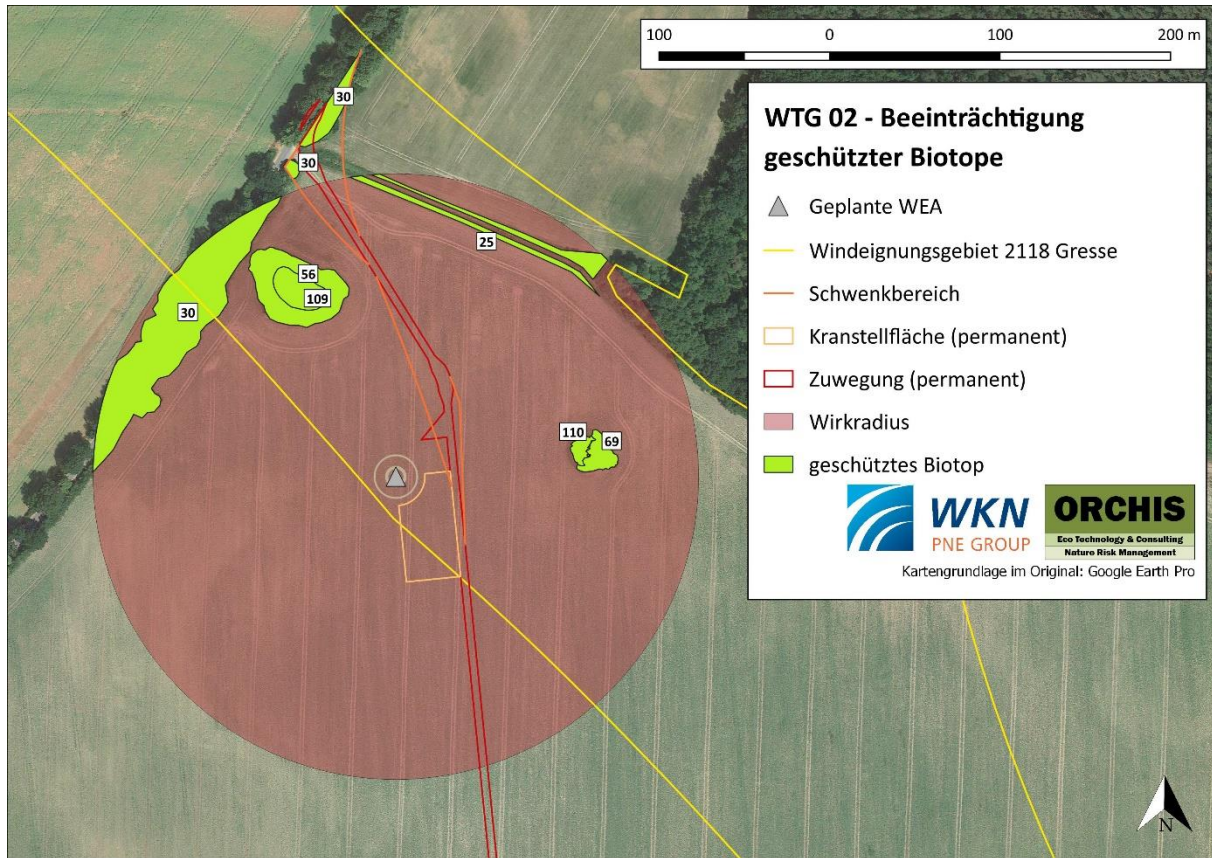 100 0 100 200 m
WTG 02 - Beeinträchtigung
geschützter Biotope
Geplante WEA
Windeignungsgebiet 2118 Gresse
Schwenkbereich
Kranstellfläche (permanent)
Zuwegung (permanent)
Wirkradius
geschütztes Biotop
WKN
PNE GROUP
ORCHIS
Eco Technology & Consulting
Nature Risk Management
Kartengrundlage im Original: Google Earth Pro
30
30
25
56
109
30
110
69
N